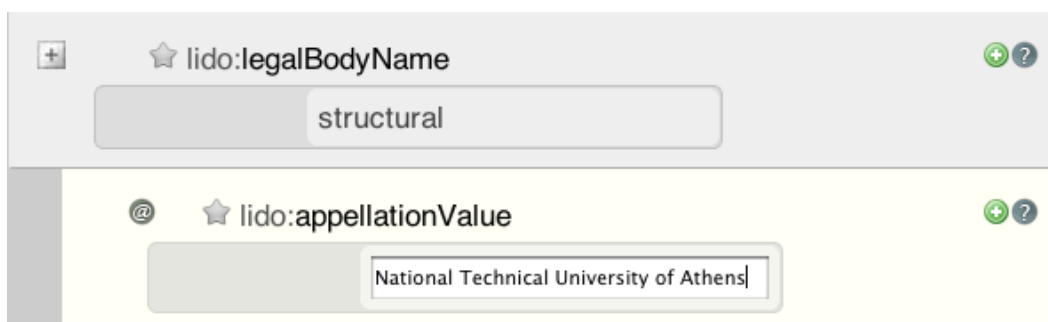 lido:legalBodyName
structural
@ lido:appellationValue
National Technical University of Athens